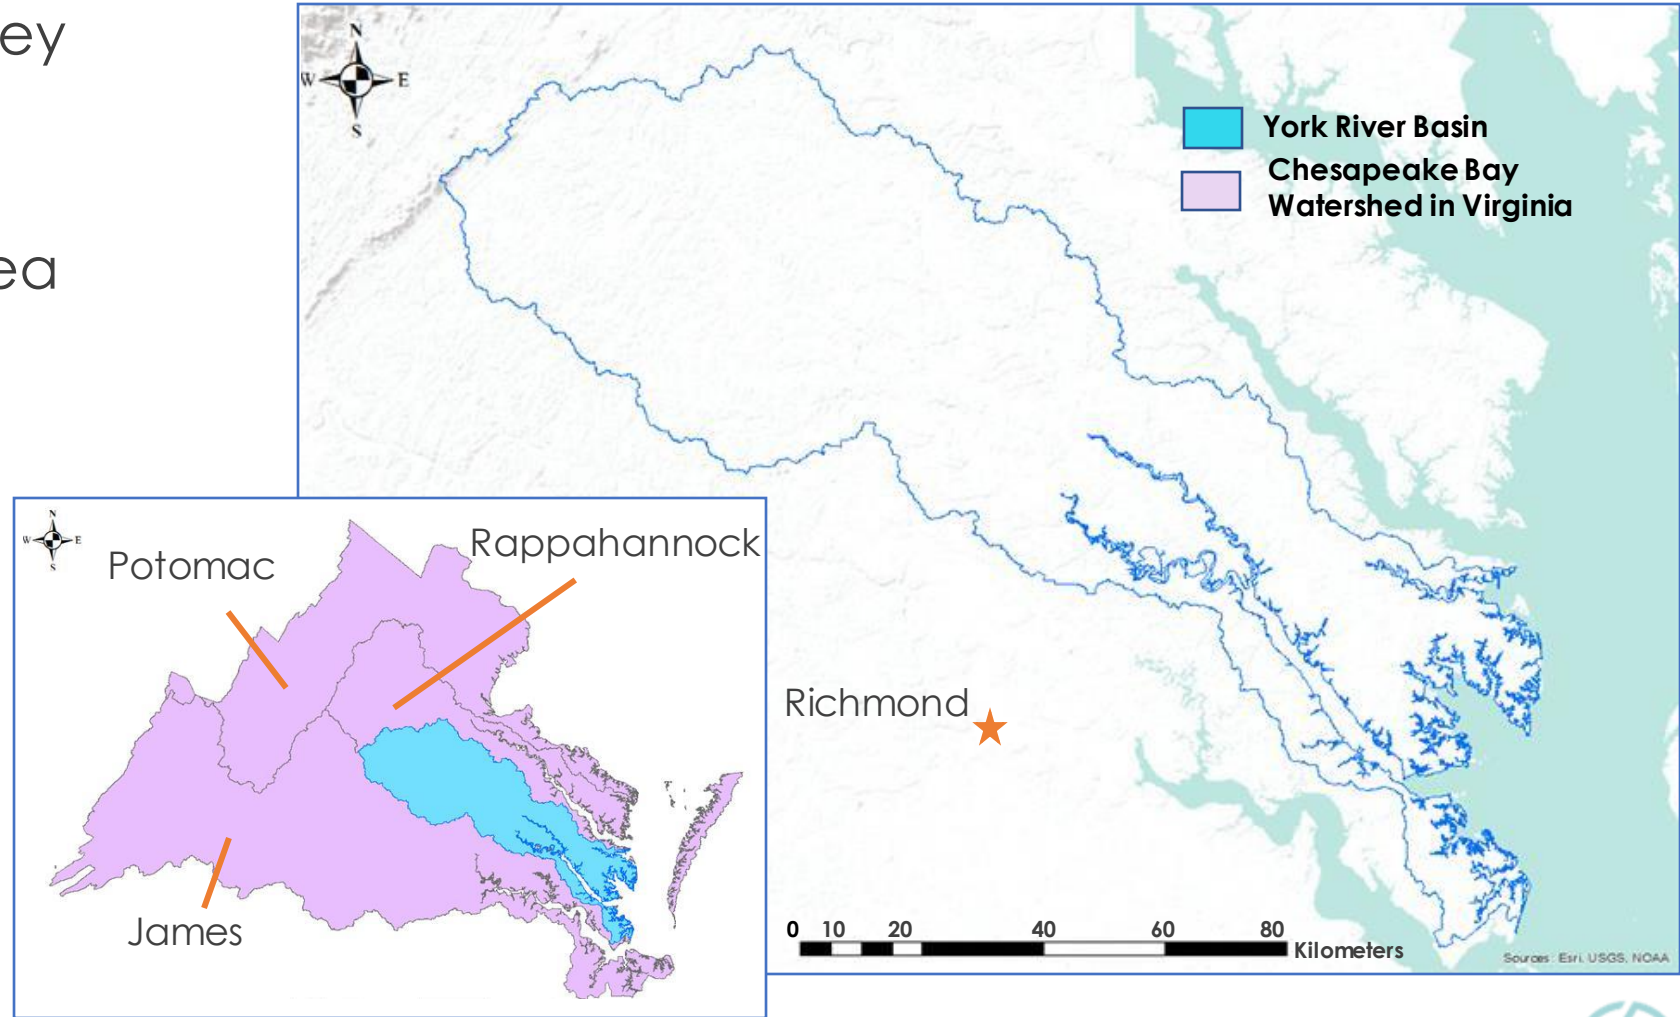 ey
ea
N
W E
S
York River Basin
Chesapeake Bay
Watershed in Virginia
Richmond
0 10 20 40 60 80
Kilometers
Sources: Esri, USGS, NOAA
N
W E
S
Potomac
Rappahannock
James